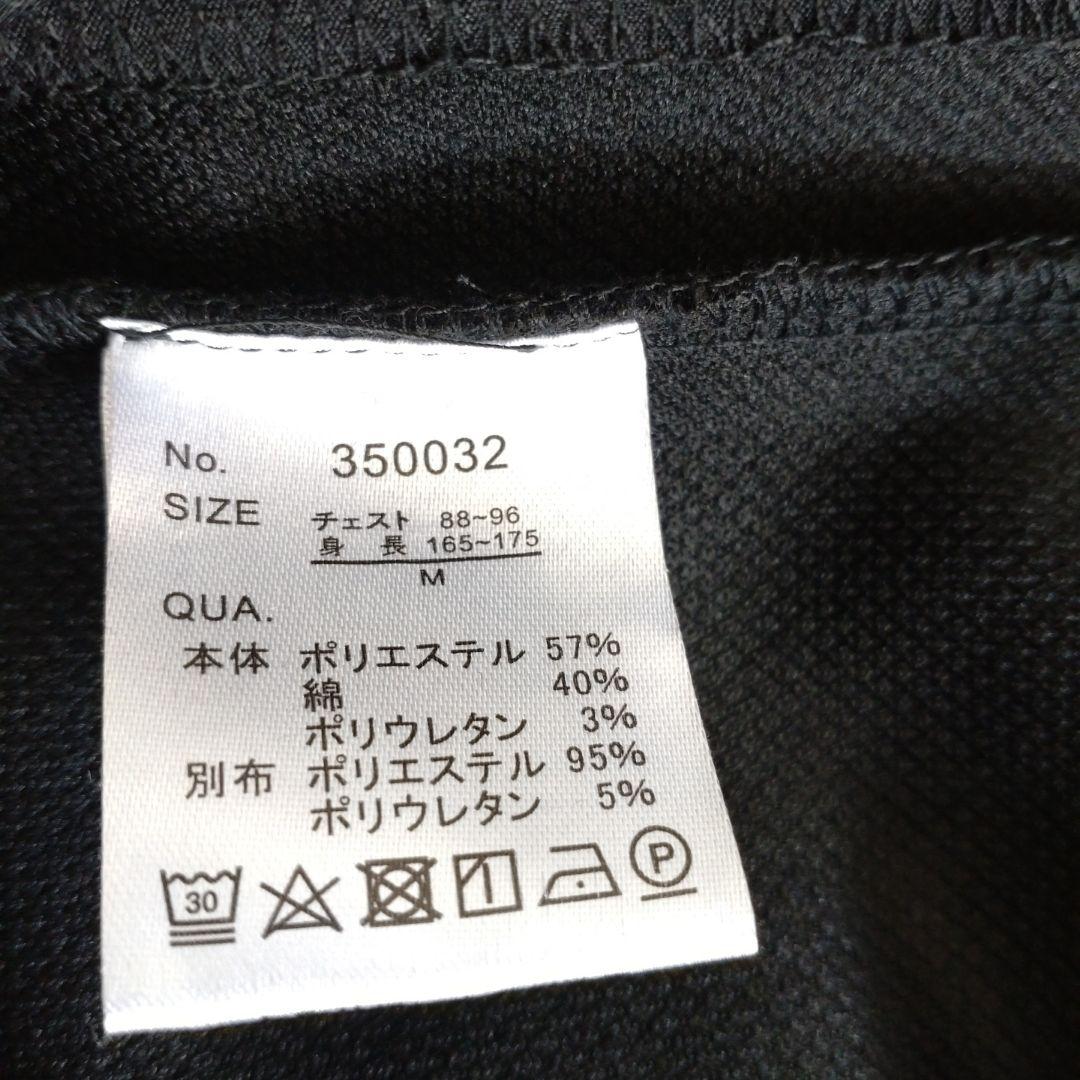 No. 350032
SIZE チェスト 88~96
身長 165~175
M
QUA.
本体 ポリエステル 57%
綿 40%
ポリウレタン 3%
別布 ポリエステル 95%
ポリウレタン 5%
30 P